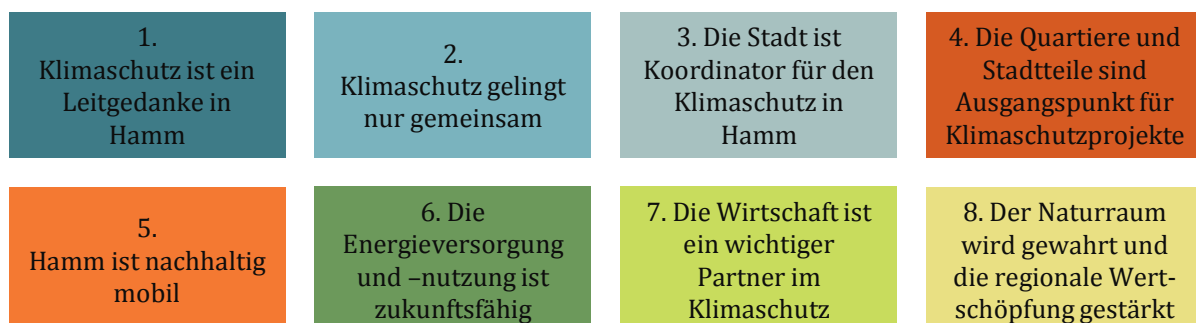 1.
Klimaschutz ist ein
Leitgedanke in
Hamm
2.
Klimaschutz gelingt
nur gemeinsam
3. Die Stadt ist
Koordinator für den
Klimaschutz in
Hamm
4. Die Quartiere und
Stadtteile sind
Ausgangspunkt für
Klimaschutzprojekte
5.
Hamm ist nachhaltig
mobil
6. Die
Energieversorgung
und –nutzung ist
zukunftsfähig
7. Die Wirtschaft ist
ein wichtiger
Partner im
Klimaschutz
8. Der Naturraum
wird gewahrt und
die regionale Wert-
schöpfung gestärkt